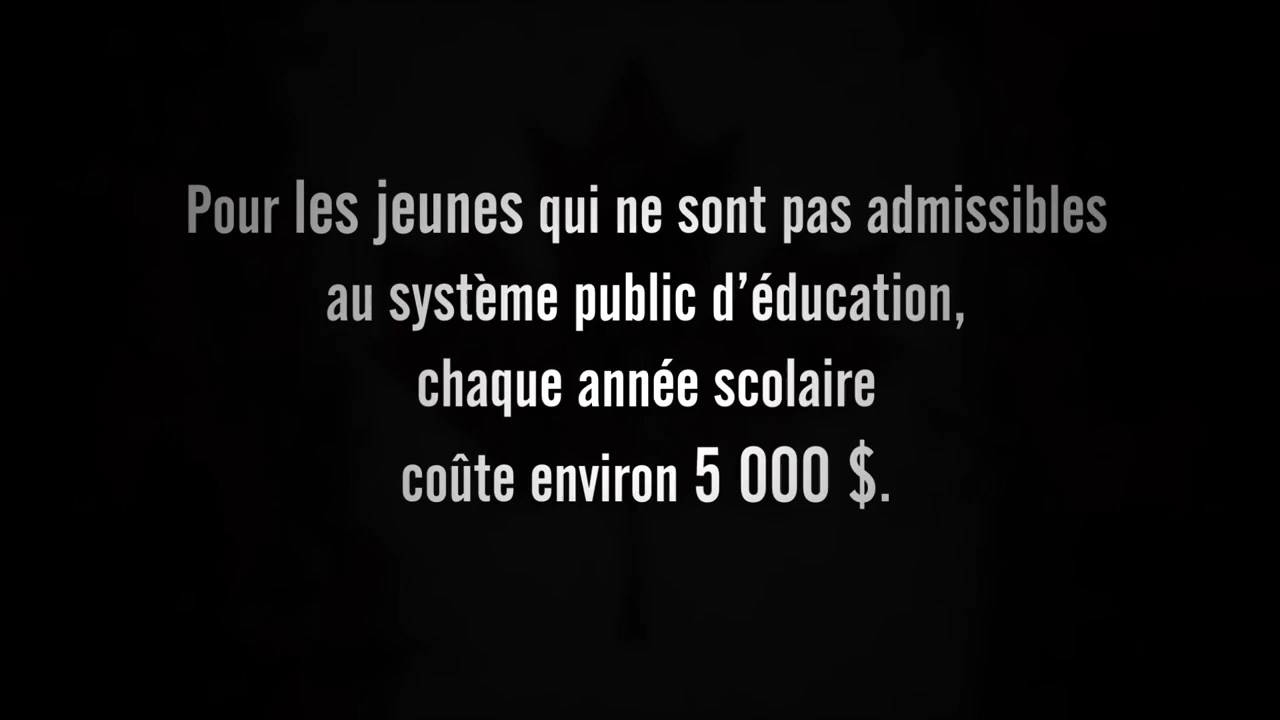 Pour les jeunes qui ne sont pas admissibles
au système public d’éducation,
chaque année scolaire
coûte environ 5 000 $.